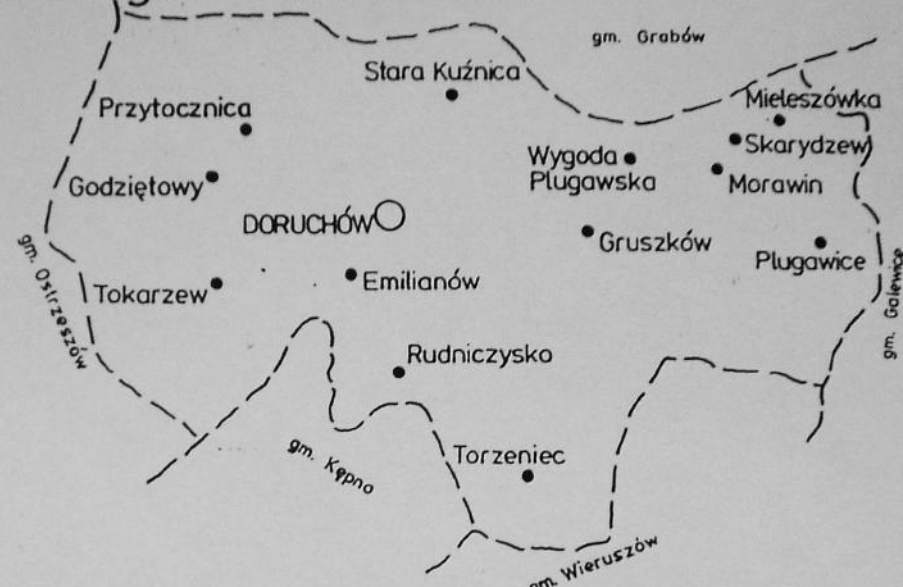 gm. Grabów
Stara Kuźnica
Mieleszówka
Przytocznica
Skarydzew
Wygoda
Plugawska
Godziętowy
Morawin
DORUCHÓW
Gruszków
Plugawice
gm. Ostrzeszów
Emilianów
Tokarzew
gm. Galewice
Rudniczysko
Torzeniec
gm. Kępno
gm. Wieruszów